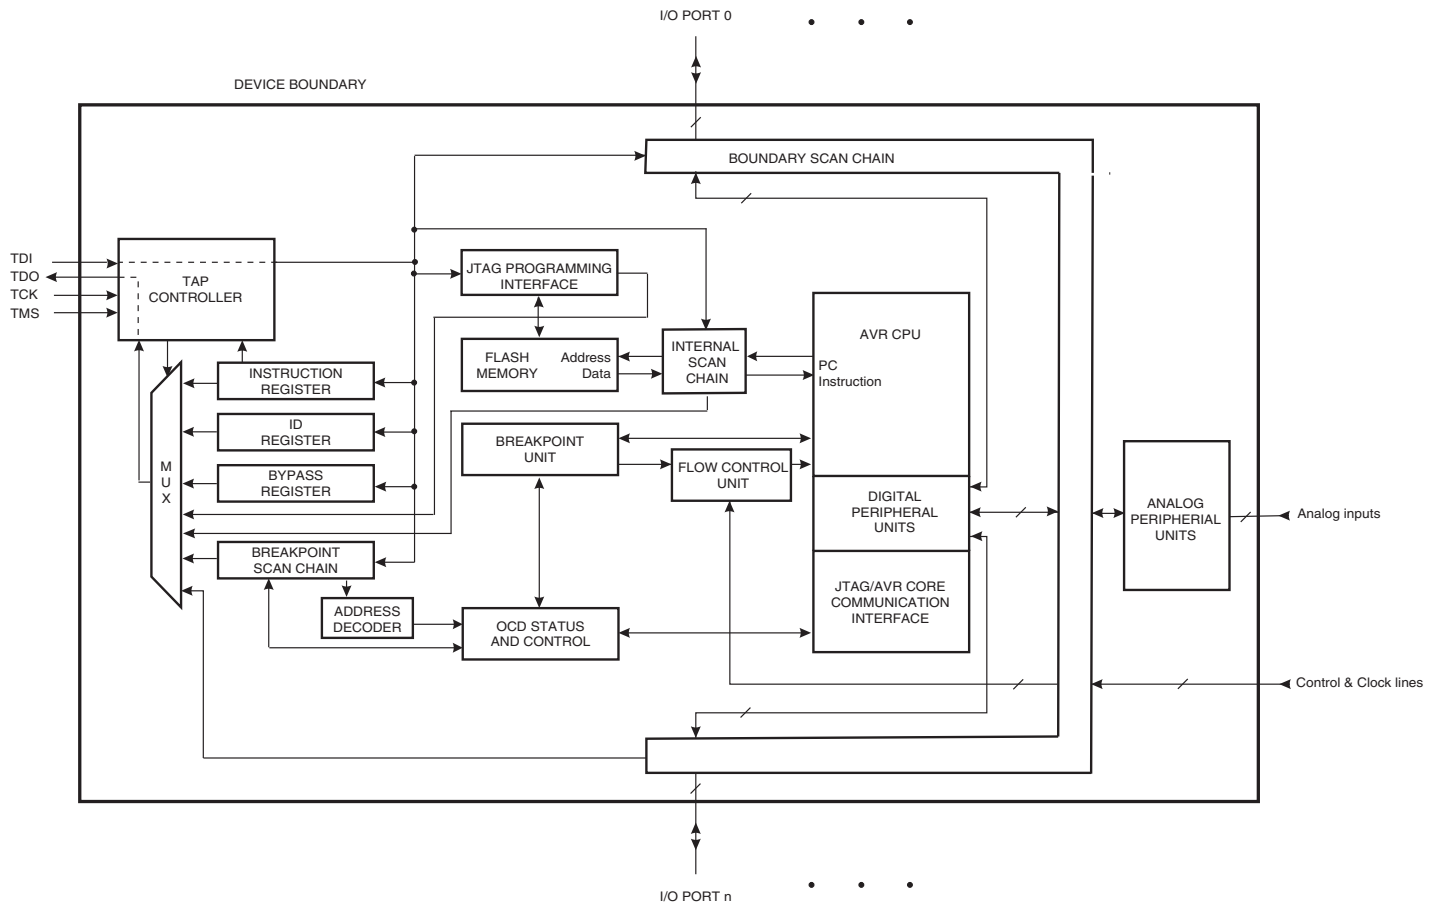 I/O PORT 0
DEVICE BOUNDARY
BOUNDARY SCAN CHAIN
TDI
TDO
TCK
TMS
TAP
CONTROLLER
JTAG PROGRAMMING
INTERFACE
AVR CPU
FLASH
MEMORY
Address
Data
INTERNAL
SCAN
CHAIN
PC
Instruction
INSTRUCTION
REGISTER
ID
REGISTER
BYPASS
REGISTER
M
U
X
BREAKPOINT
UNIT
FLOW CONTROL
UNIT
DIGITAL
PERIPHERAL
UNITS
ANALOG
PERIPHERIAL
UNITS
Analog inputs
BREAKPOINT
SCAN CHAIN
ADDRESS
DECODER
OCD STATUS
AND CONTROL
JTAG/AVR CORE
COMMUNICATION
INTERFACE
Control & Clock lines
I/O PORT n